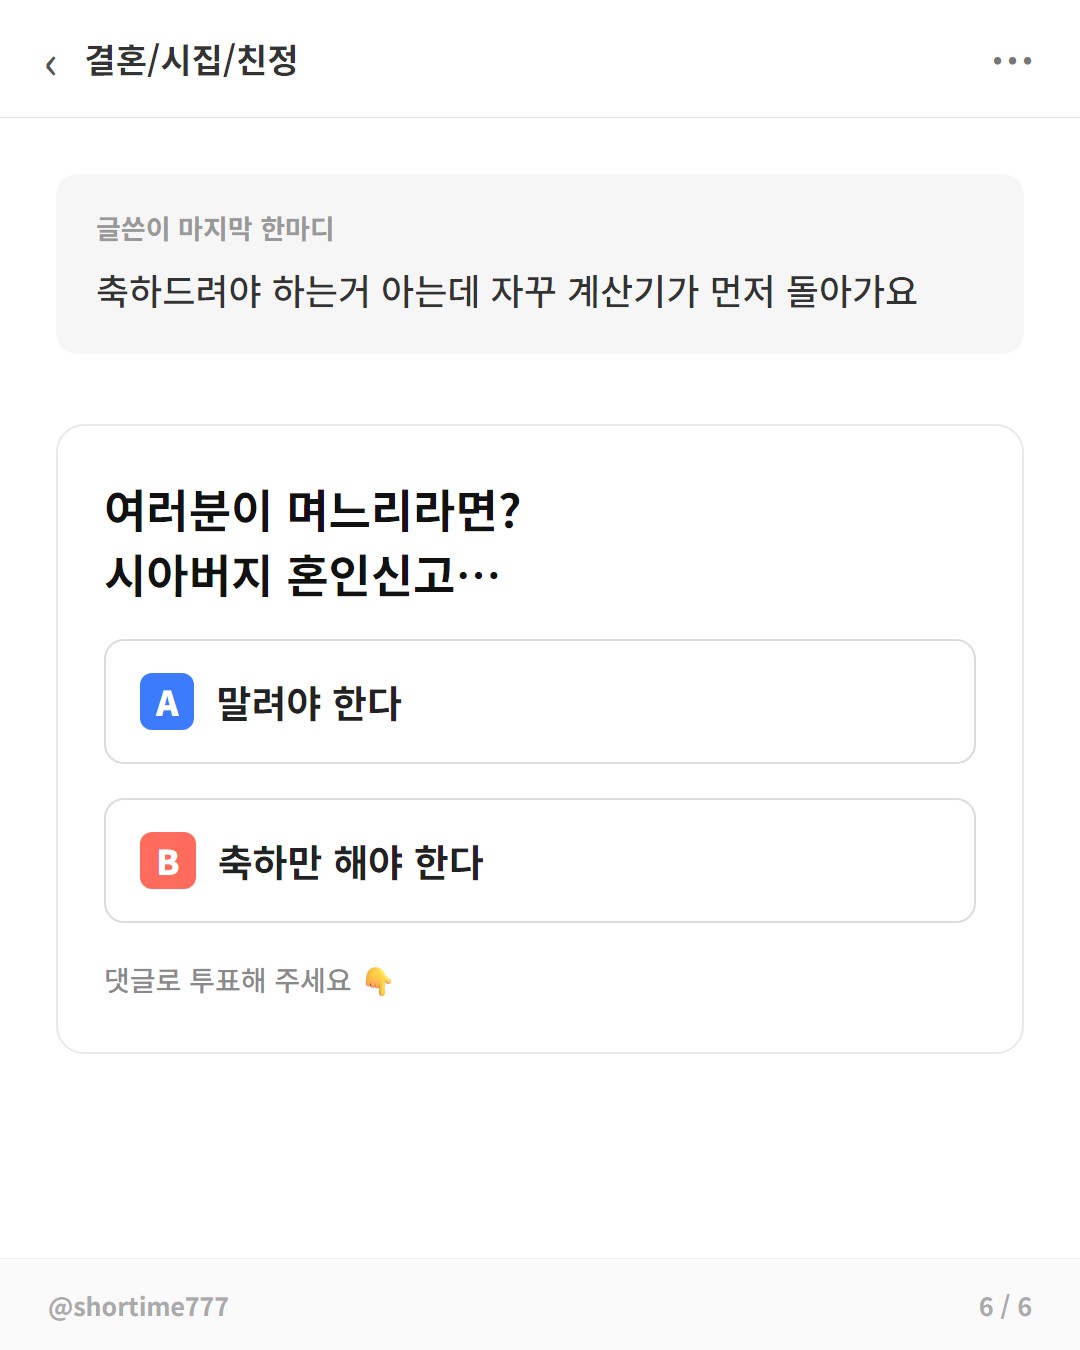 ‹ 결혼/시집/친정 •••
글쓴이 마지막 한마디
축하드려야 하는거 아는데 자꾸 계산기가 먼저 돌아가요
여러분이 며느리라면?
시아버지 혼인신고…
A 말려야 한다
B 축하만 해야 한다
댓글로 투표해 주세요 👇
@shortime777 6 / 6